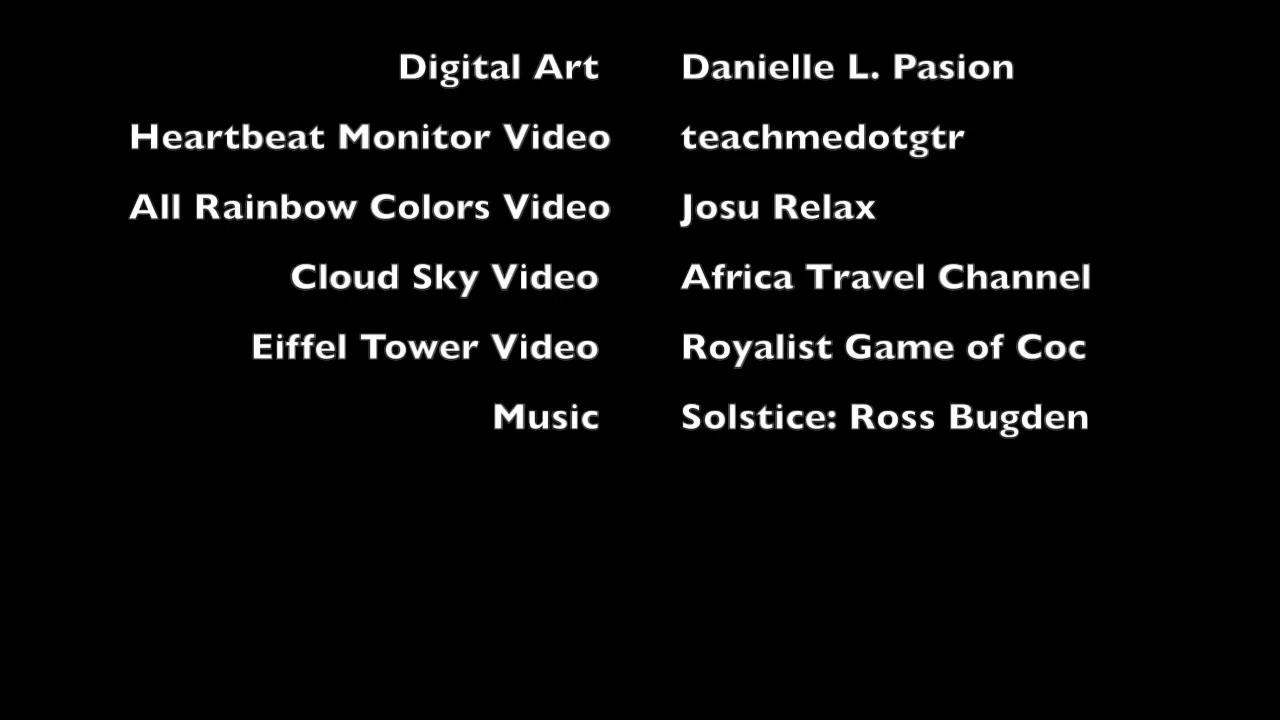 Digital Art Danielle L. Pasion
Heartbeat Monitor Video teachmedotgtr
All Rainbow Colors Video Josu Relax
Cloud Sky Video Africa Travel Channel
Eiffel Tower Video Royalist Game of Coc
Music Solstice: Ross Bugden